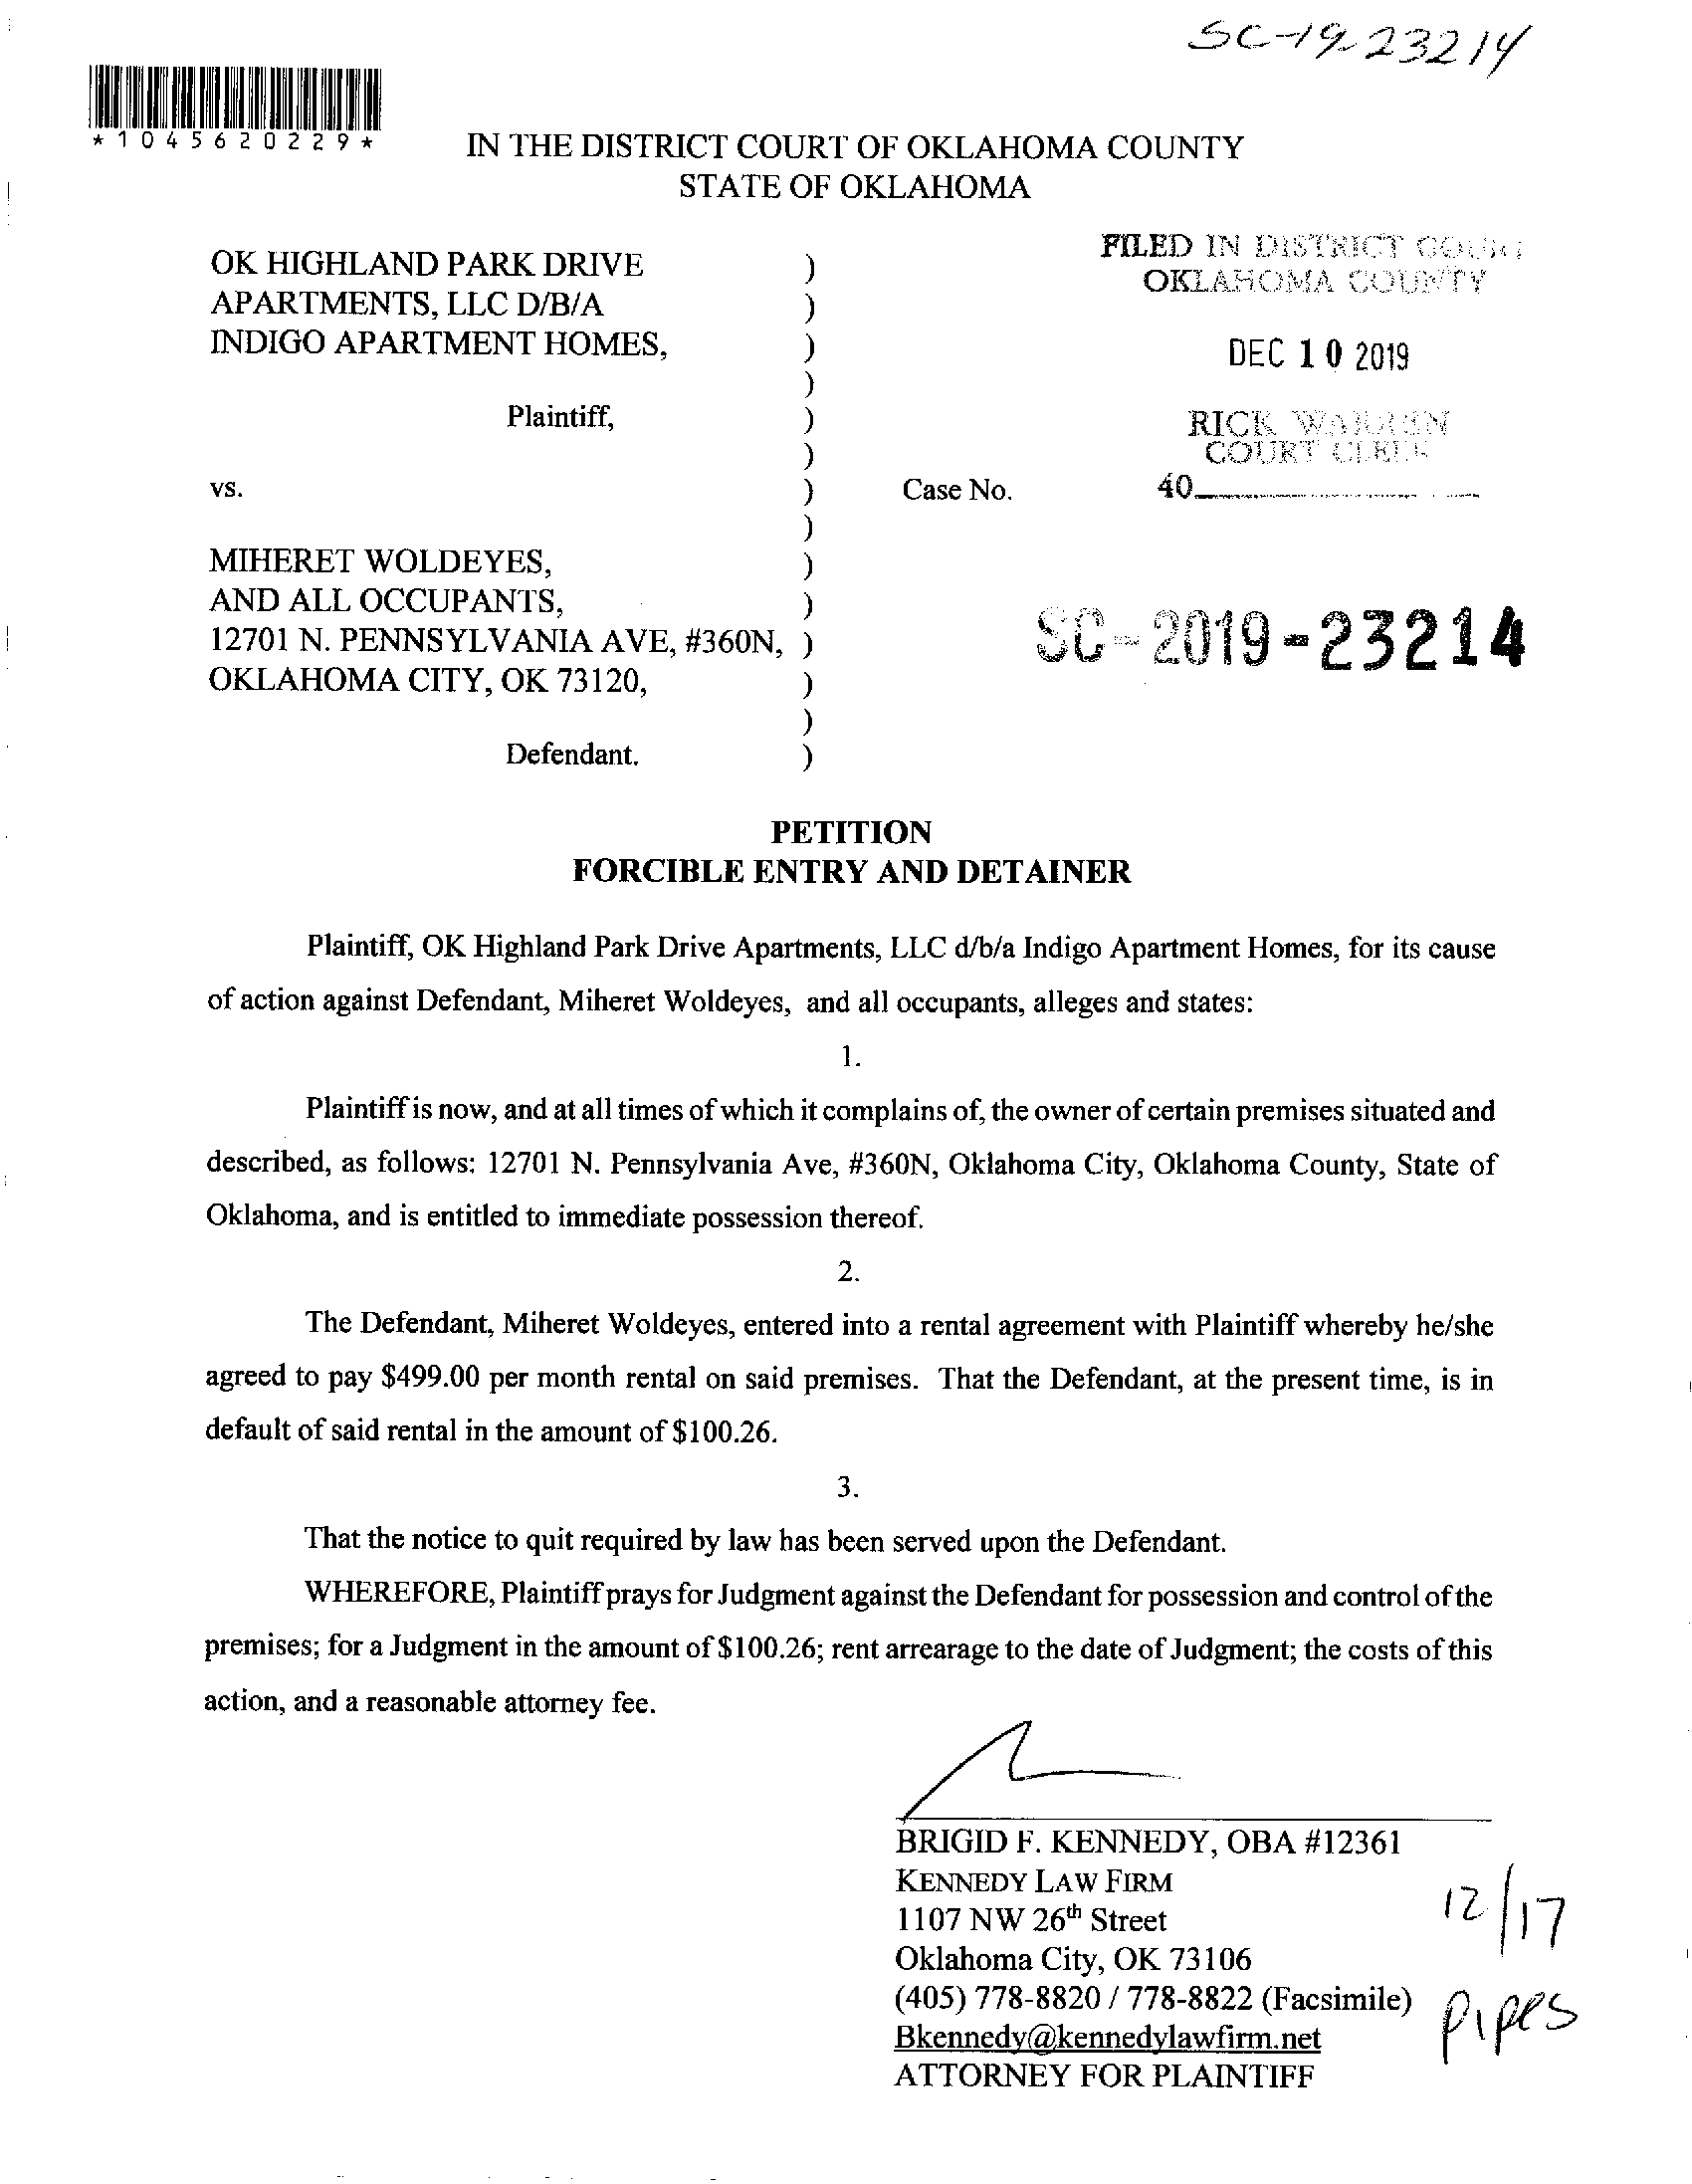 SC-19-23214
*1045620229*
IN THE DISTRICT COURT OF OKLAHOMA COUNTY
STATE OF OKLAHOMA
FILED IN DISTRICT COURT
OKLAHOMA COUNTY
DEC 10 2019
RICK WARREN
COURT CLERK
40
OK HIGHLAND PARK DRIVE )
APARTMENTS, LLC D/B/A )
INDIGO APARTMENT HOMES, )
)
Plaintiff, )
)
vs. ) Case No.
)
MIHERET WOLDEYES, )
AND ALL OCCUPANTS, )
12701 N. PENNSYLVANIA AVE, #360N, ) SC-2019-23214
OKLAHOMA CITY, OK 73120, )
)
Defendant. )
PETITION
FORCIBLE ENTRY AND DETAINER
Plaintiff, OK Highland Park Drive Apartments, LLC d/b/a Indigo Apartment Homes, for its cause
of action against Defendant, Miheret Woldeyes, and all occupants, alleges and states:
1.
Plaintiff is now, and at all times of which it complains of, the owner of certain premises situated and
described, as follows: 12701 N. Pennsylvania Ave, #360N, Oklahoma City, Oklahoma County, State of
Oklahoma, and is entitled to immediate possession thereof.
2.
The Defendant, Miheret Woldeyes, entered into a rental agreement with Plaintiff whereby he/she
agreed to pay $499.00 per month rental on said premises. That the Defendant, at the present time, is in
default of said rental in the amount of $100.26.
3.
That the notice to quit required by law has been served upon the Defendant.
WHEREFORE, Plaintiff prays for Judgment against the Defendant for possession and control of the
premises; for a Judgment in the amount of $100.26; rent arrearage to the date of Judgment; the costs of this
action, and a reasonable attorney fee.
BRIGID F. KENNEDY, OBA #12361
KENNEDY LAW FIRM
1107 NW 26th Street
Oklahoma City, OK 73106
(405) 778-8820 / 778-8822 (Facsimile)
Bkennedy@kennedylawfirm.net
ATTORNEY FOR PLAINTIFF
12/17
Pipes